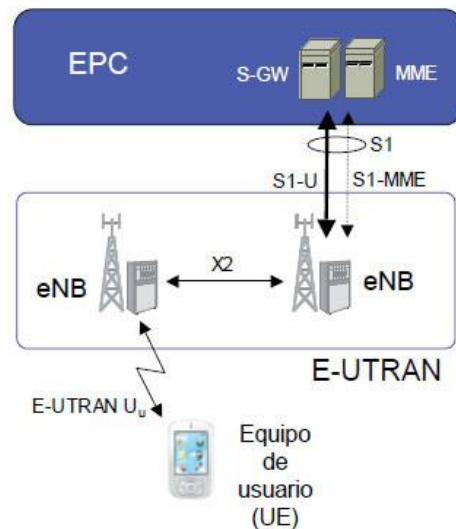 EPC
S-GW
MME
S1
S1-U
S1-MME
X2
eNB
eNB
E-UTRAN
E-UTRAN Uu
Equipo
de
usuario
(UE)